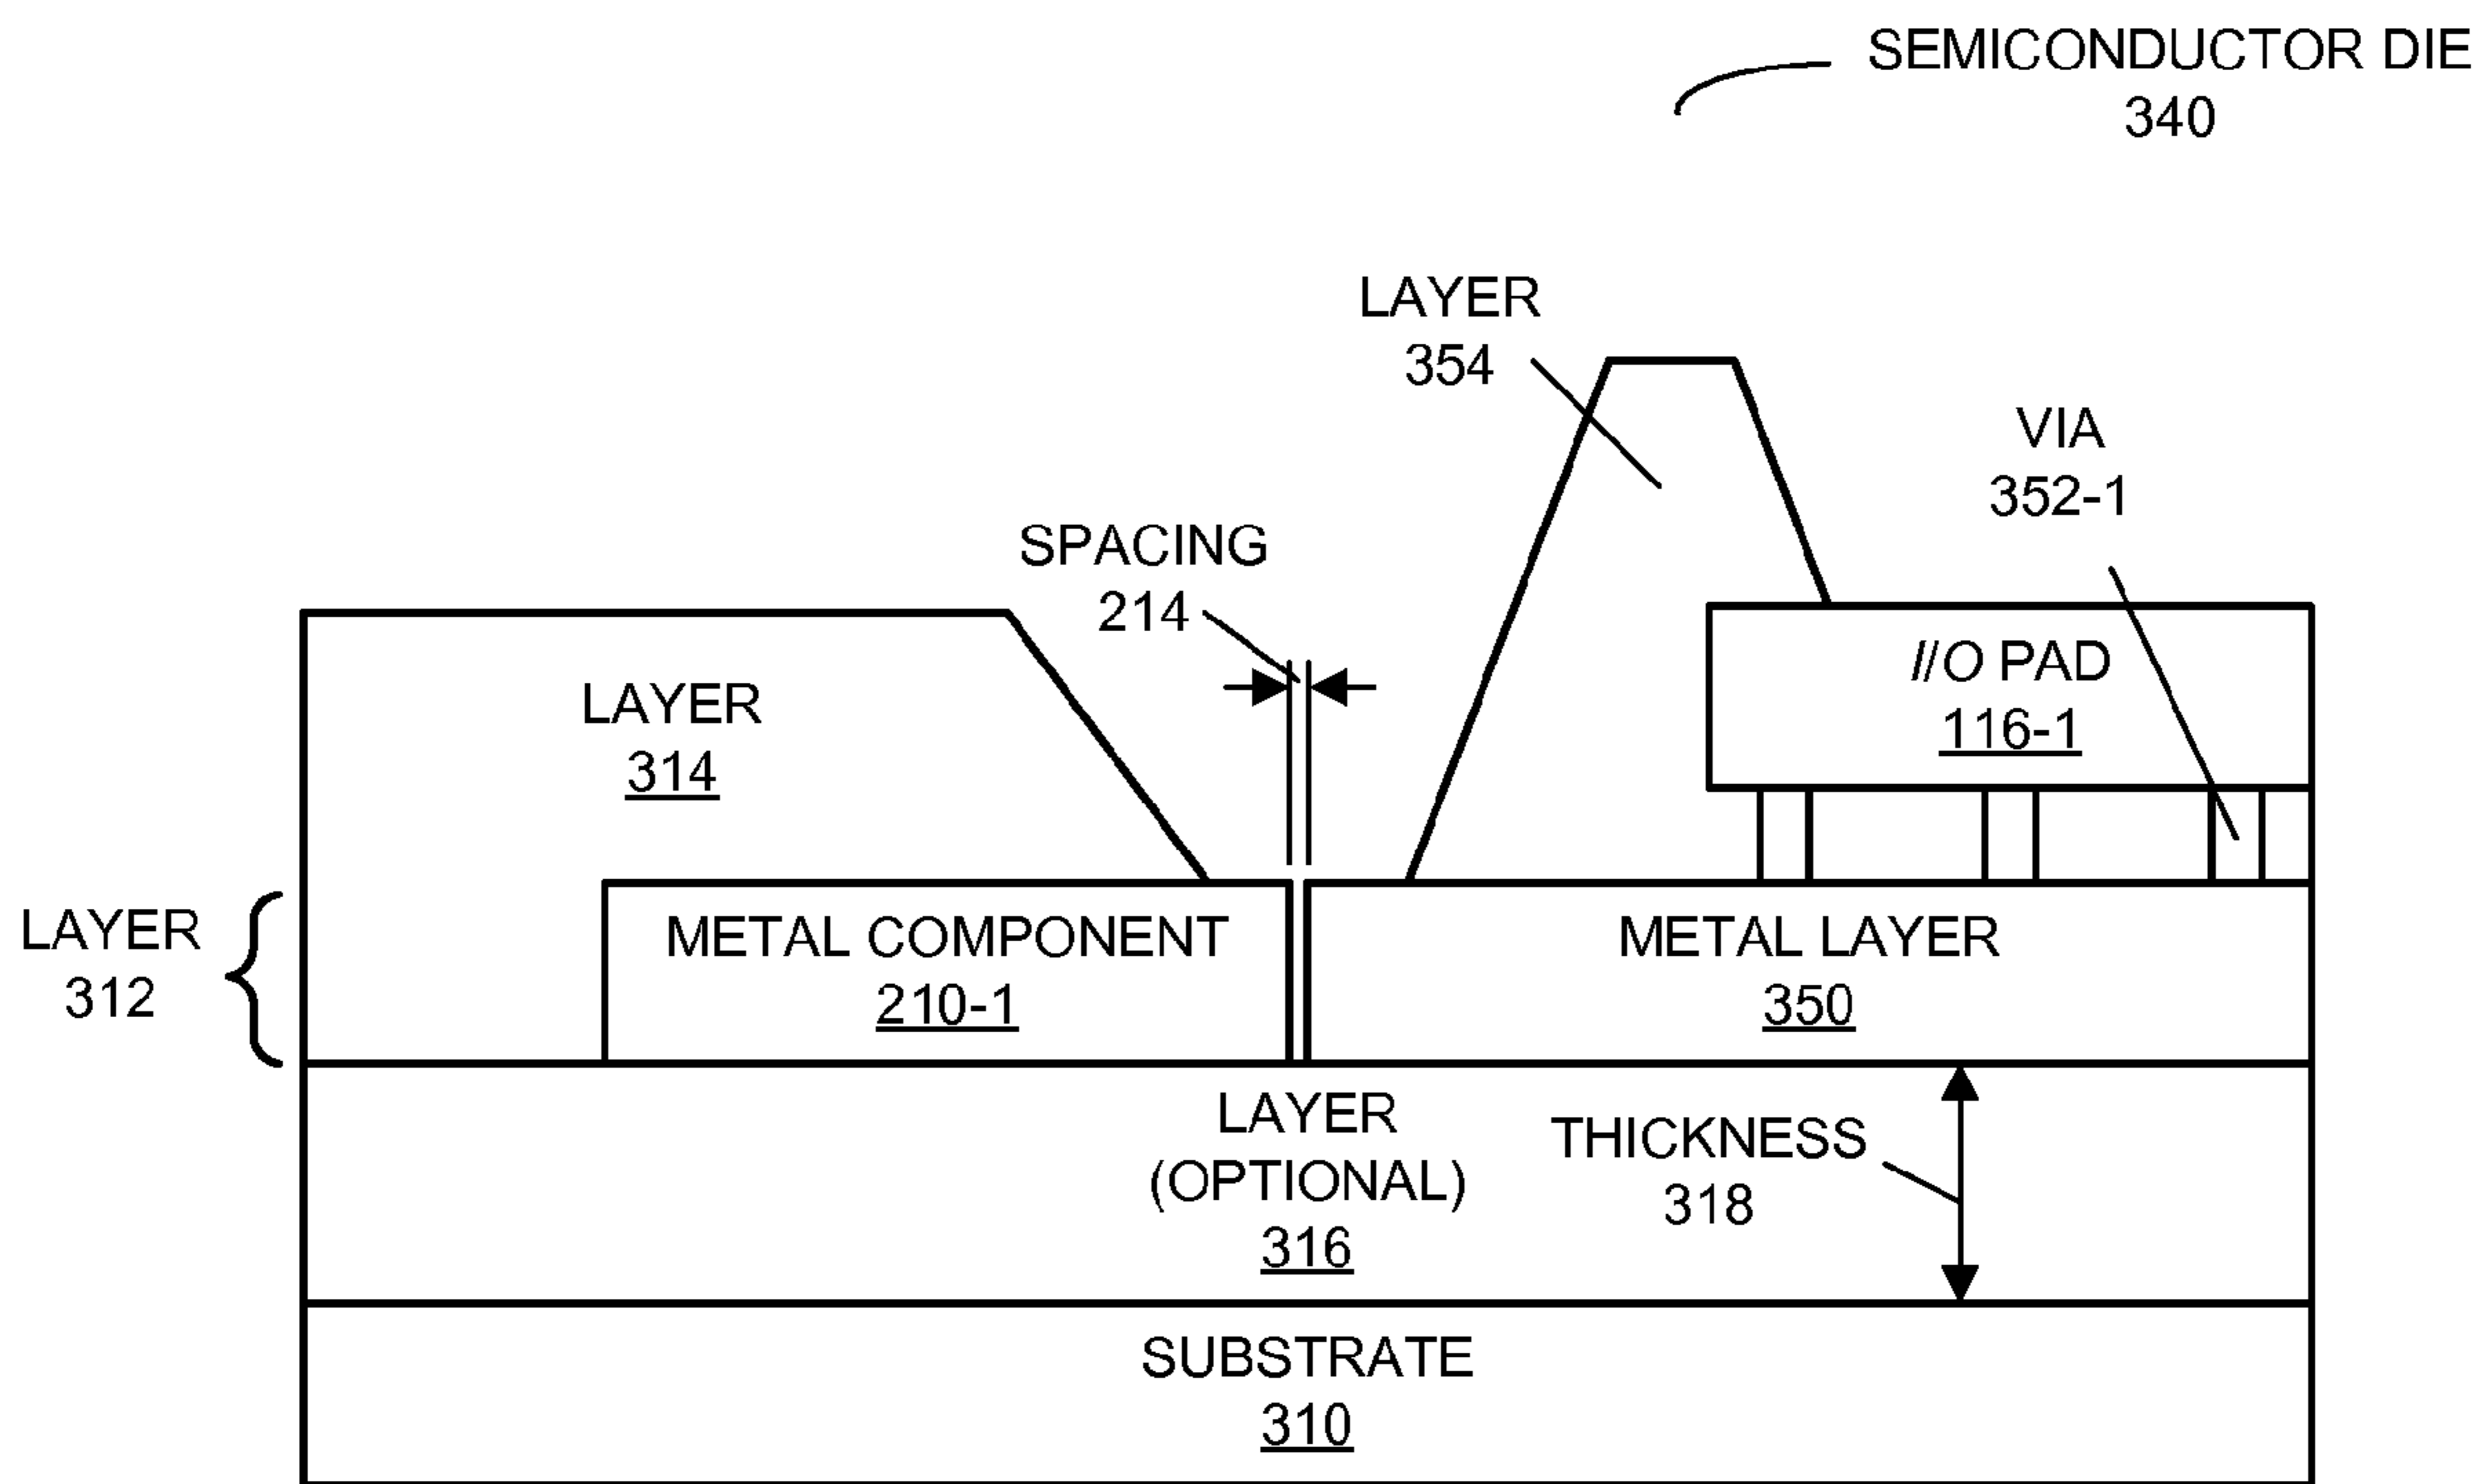 SEMICONDUCTOR DIE
340
LAYER
354
VIA
352-1
SPACING
214
I/O PAD
116-1
LAYER
314
LAYER
312
METAL COMPONENT
210-1
METAL LAYER
350
LAYER
(OPTIONAL)
316
THICKNESS
318
SUBSTRATE
310